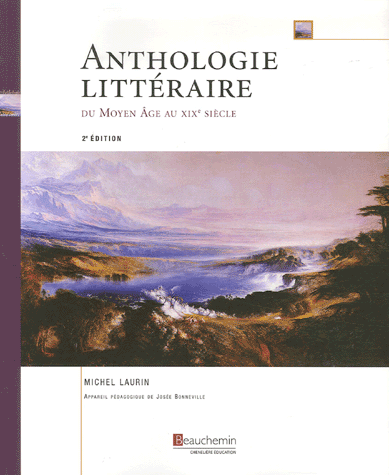 ANTHOLOGIE
LITTÉRAIRE
DU MOYEN ÂGE AU XIXe SIÈCLE
2e ÉDITION
MICHEL LAURIN
APPAREIL PÉDAGOGIQUE DE JOSÉE BONNEVILLE
Beauchemin
CHENELIÈRE ÉDUCATION